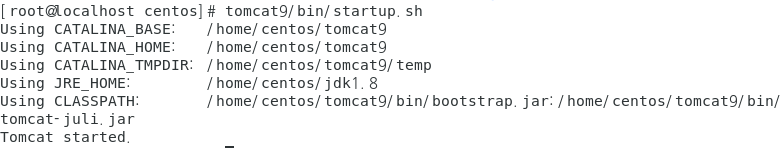 [root@localhost centos]# tomcat9/bin/startup.sh
Using CATALINA_BASE:   /home/centos/tomcat9
Using CATALINA_HOME:   /home/centos/tomcat9
Using CATALINA_TMPDIR: /home/centos/tomcat9/temp
Using JRE_HOME:        /home/centos/jdk1.8
Using CLASSPATH:       /home/centos/tomcat9/bin/bootstrap.jar:/home/centos/tomcat9/bin/
tomcat-juli.jar
Tomcat started.